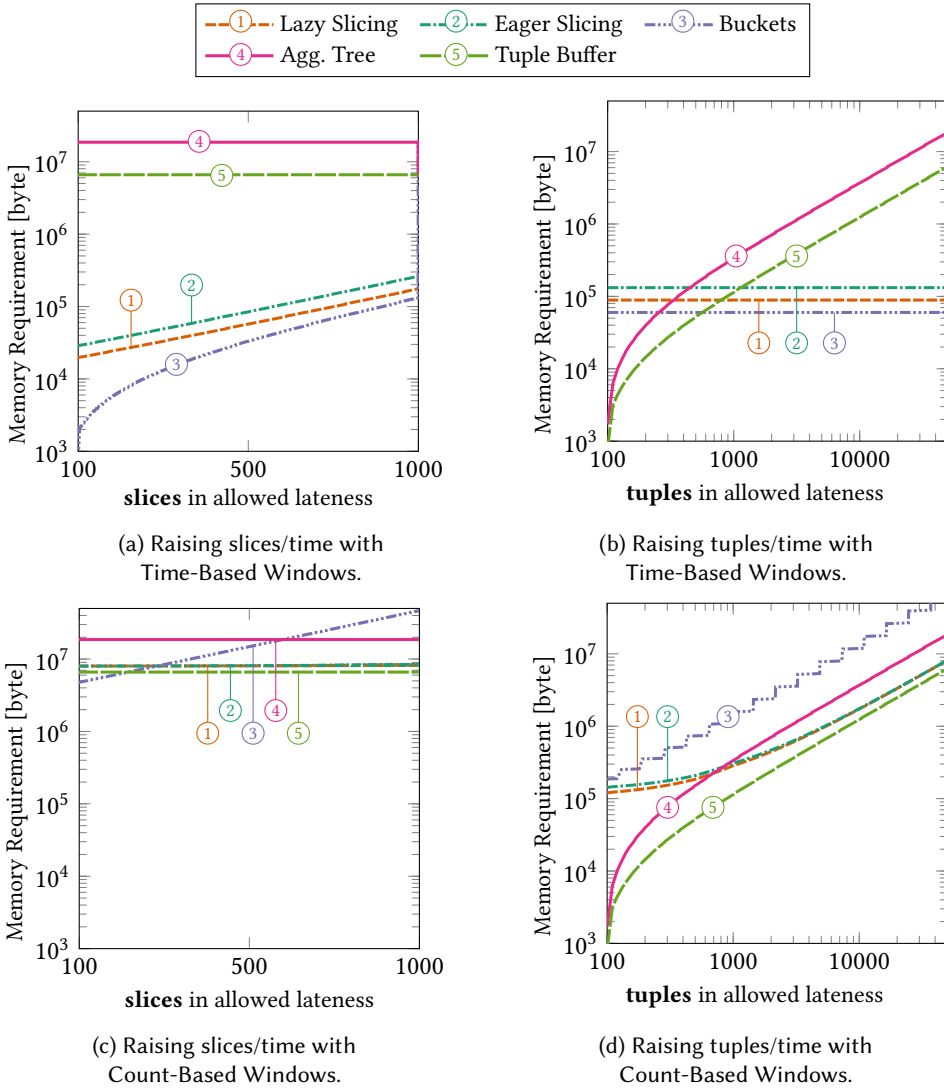 ① Lazy Slicing ② Eager Slicing ③ Buckets
④ Agg. Tree ⑤ Tuple Buffer
Memory Requirement [byte]
10^7
10^6
10^5
10^4
10^3
④
⑤
①
②
③
100 500 1000
slices in allowed lateness
(a) Raising slices/time with
Time-Based Windows.
Memory Requirement [byte]
10^7
10^6
10^5
10^4
10^3
④ ⑤
① ② ③
100 1000 10000
tuples in allowed lateness
(b) Raising tuples/time with
Time-Based Windows.
Memory Requirement [byte]
10^7
10^6
10^5
10^4
10^3
② ④
① ③ ⑤
100 500 1000
slices in allowed lateness
(c) Raising slices/time with
Count-Based Windows.
Memory Requirement [byte]
10^7
10^6
10^5
10^4
10^3
① ② ③
④ ⑤
100 1000 10000
tuples in allowed lateness
(d) Raising tuples/time with
Count-Based Windows.